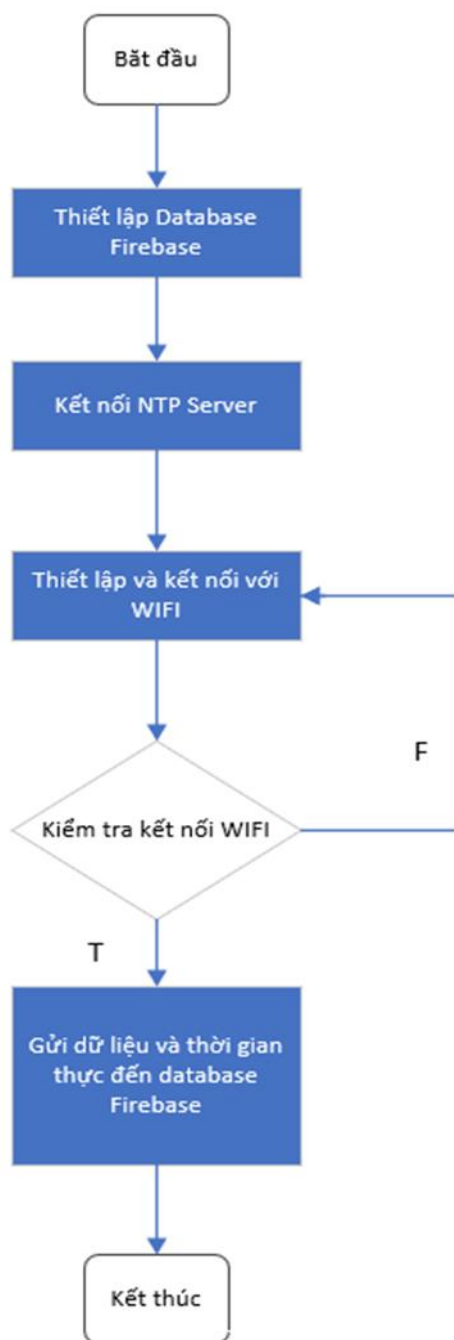 Băt đầu
Thiết lập Database
Firebase
Kết nối NTP Server
Thiết lập và kết nối với
WIFI
F
Kiểm tra kết nối WIFI
T
Gửi dữ liệu và thời gian
thực đến database
Firebase
Kết thúc